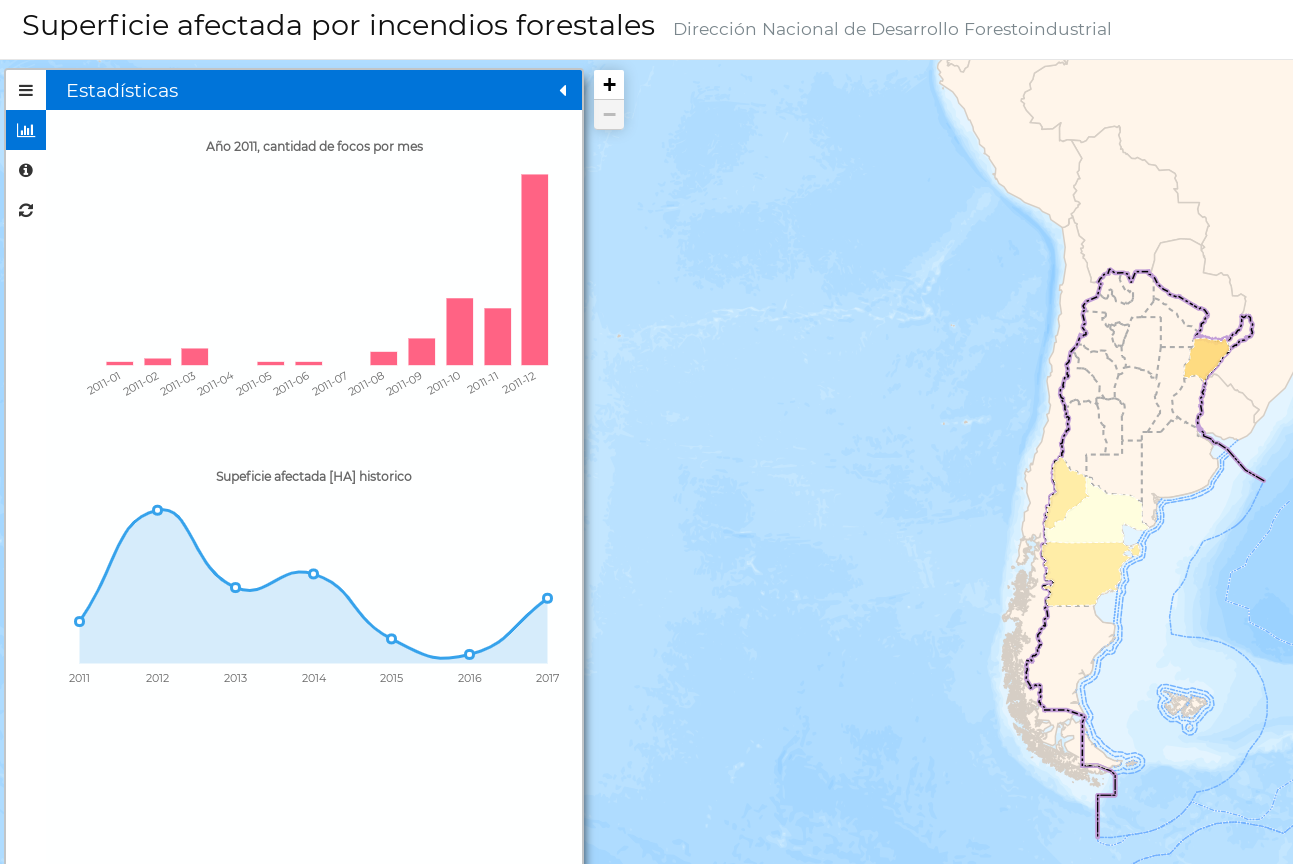 Superficie afectada por incendios forestales Dirección Nacional de Desarrollo Forestoindustrial
Estadísticas
+
−
Año 2011, cantidad de focos por mes
2011-01 2011-02 2011-03 2011-04 2011-05 2011-06 2011-07 2011-08 2011-09 2011-10 2011-11 2011-12
Supeficie afectada [HA] historico
2011 2012 2013 2014 2015 2016 2017